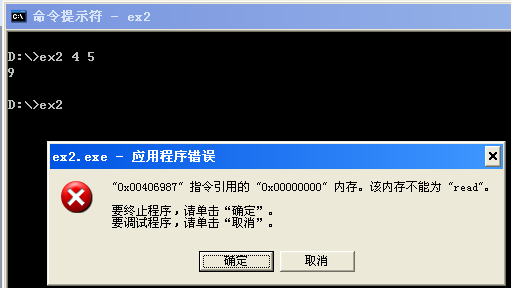 命令提示符 - ex2
D:\>ex2 4 5
9
D:\>ex2
ex2.exe - 应用程序错误
"0x00406987" 指令引用的 "0x00000000" 内存。该内存不能为 "read"。
要终止程序，请单击“确定”。
要调试程序，请单击“取消”。
确定
取消